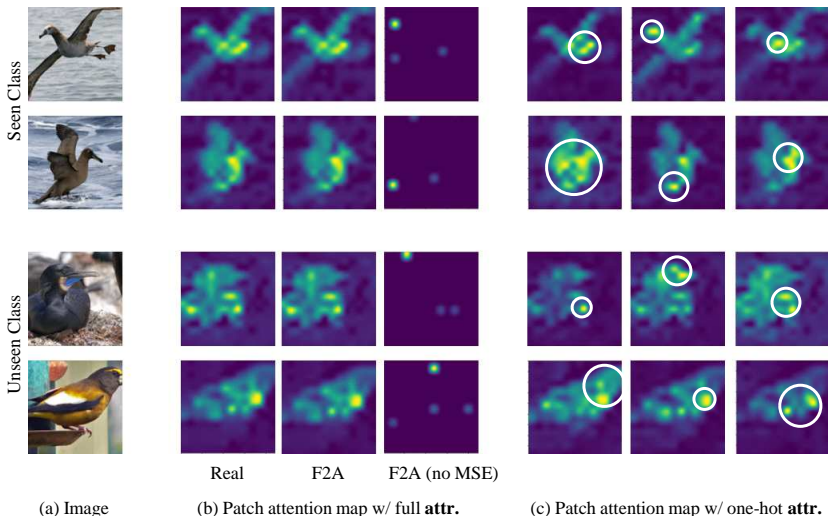 Seen Class
Unseen Class
Real F2A F2A (no MSE)
(a) Image (b) Patch attention map w/ full attr. (c) Patch attention map w/ one-hot attr.